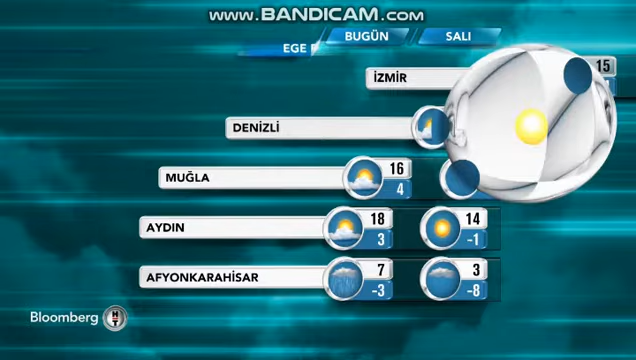 www.BANDICAM.com
EGE BUGÜN SALI
İZMİR 15
DENİZLİ
MUĞLA 16 4
AYDIN 18 3 14 -1
AFYONKARAHİSAR 7 -3 3 -8
Bloomberg HT